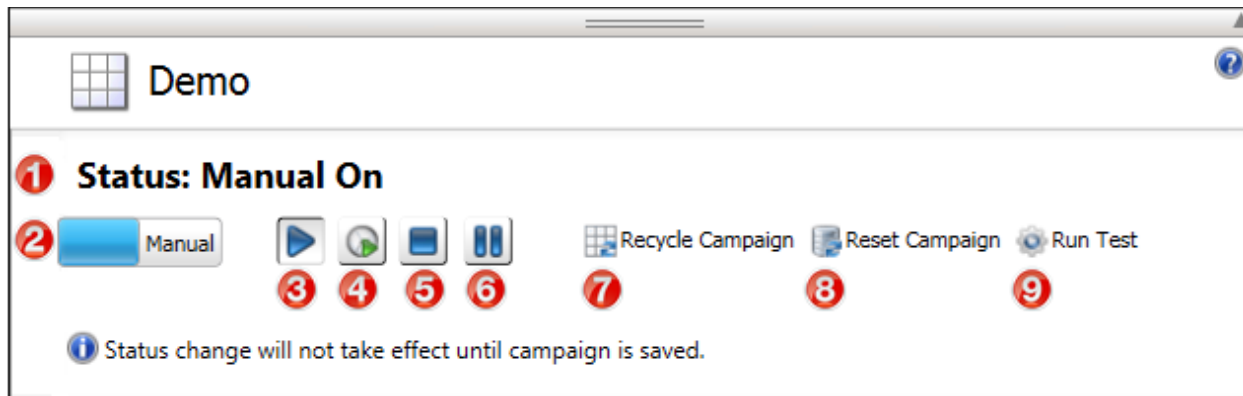 Demo
?
1 Status: Manual On
2 Manual
Recycle Campaign Reset Campaign Run Test
3 4 5 6 7 8 9
i Status change will not take effect until campaign is saved.